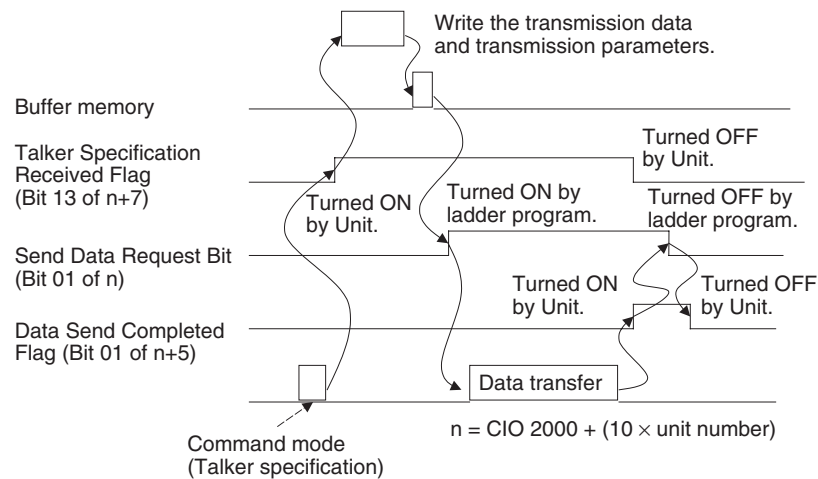 Write the transmission data
and transmission parameters.
Buffer memory
Talker Specification
Received Flag
(Bit 13 of n+7)
Turned OFF
by Unit.
Turned ON
by Unit.
Turned ON by
ladder program.
Turned OFF by
ladder program.
Send Data Request Bit
(Bit 01 of n)
Turned ON
by Unit.
Turned OFF
by Unit.
Data Send Completed
Flag (Bit 01 of n+5)
Data transfer
Command mode
(Talker specification)
n = CIO 2000 + (10 × unit number)